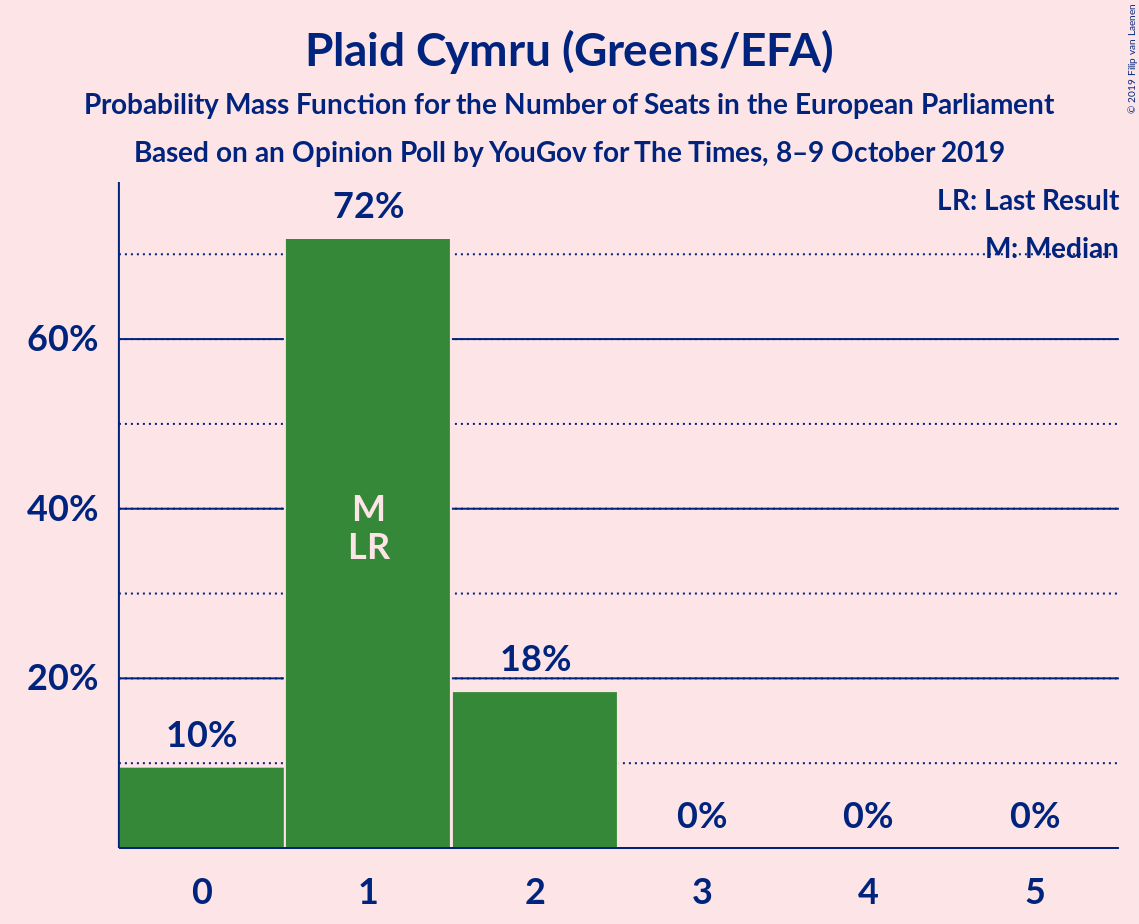 Plaid Cymru (Greens/EFA)
Probability Mass Function for the Number of Seats in the European Parliament
Based on an Opinion Poll by YouGov for The Times, 8–9 October 2019
© 2019 Filip van Laenen
LR: Last Result
M: Median
72%
60%
40%
M
LR
20%
18%
10%
0%
0%
0%
0
1
2
3
4
5